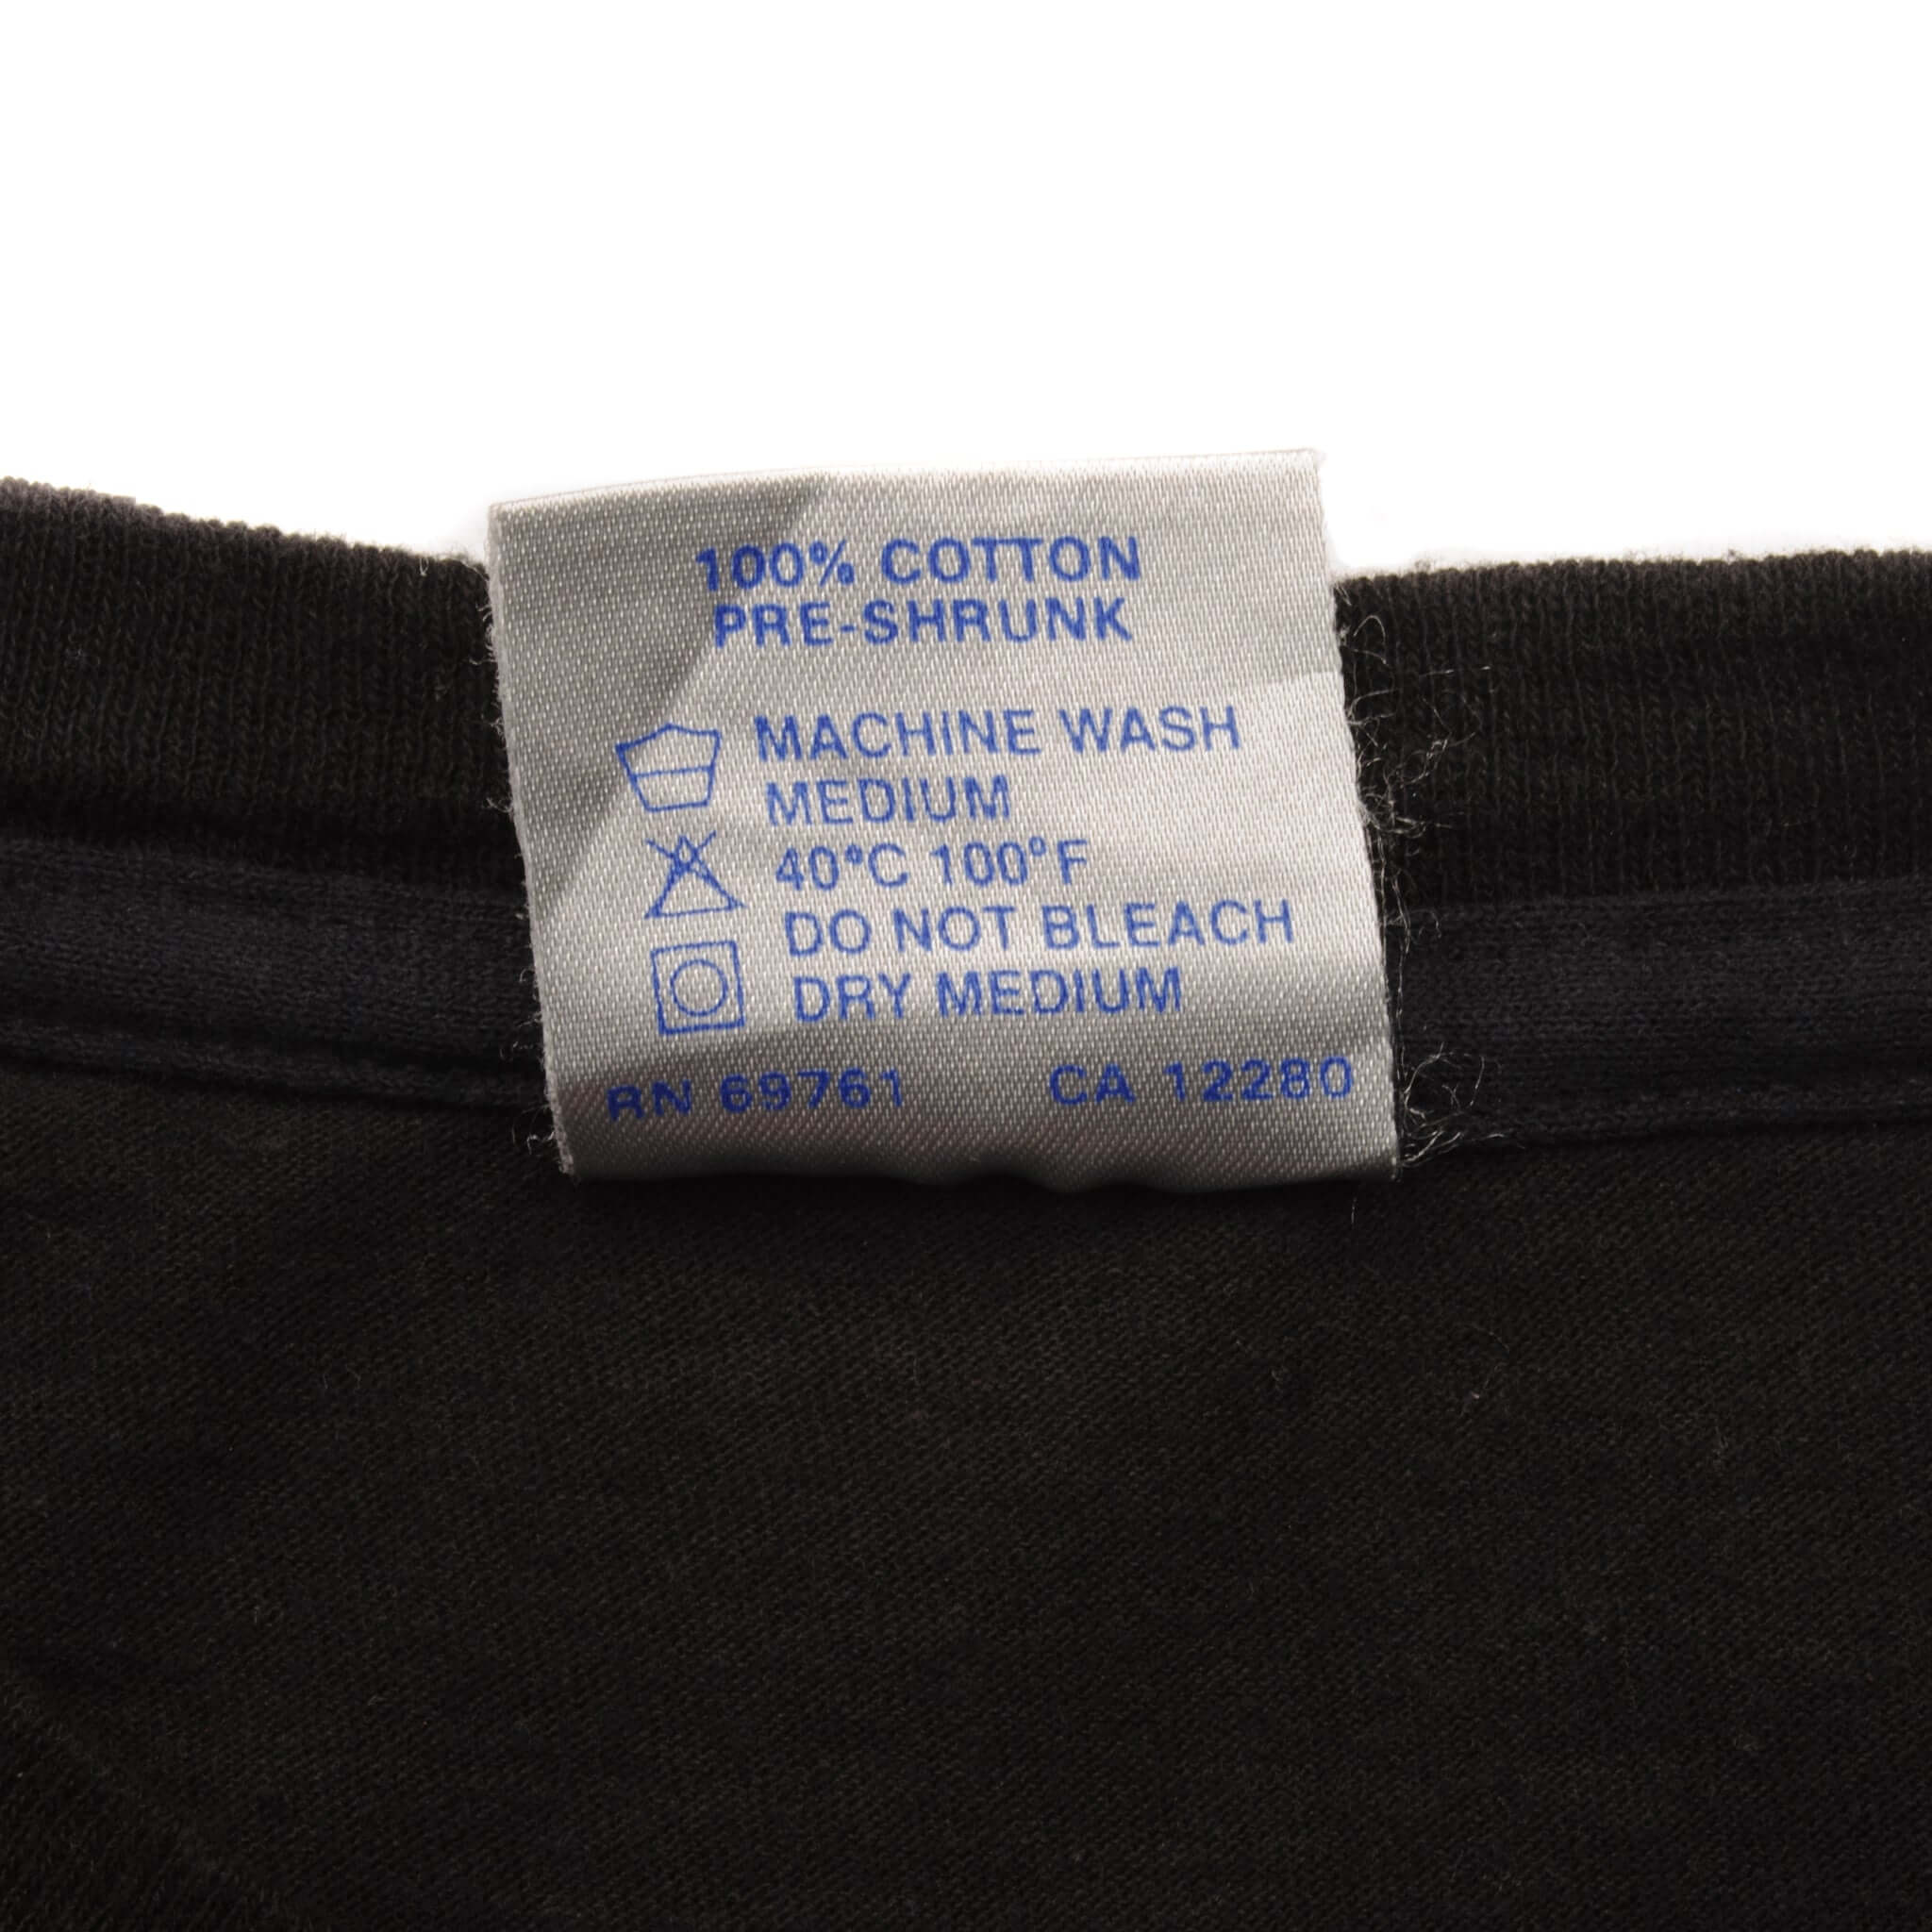 100% COTTON
PRE-SHRUNK
MACHINE WASH
MEDIUM
40°C 100°F
DO NOT BLEACH
DRY MEDIUM
RN 69761 CA 12280